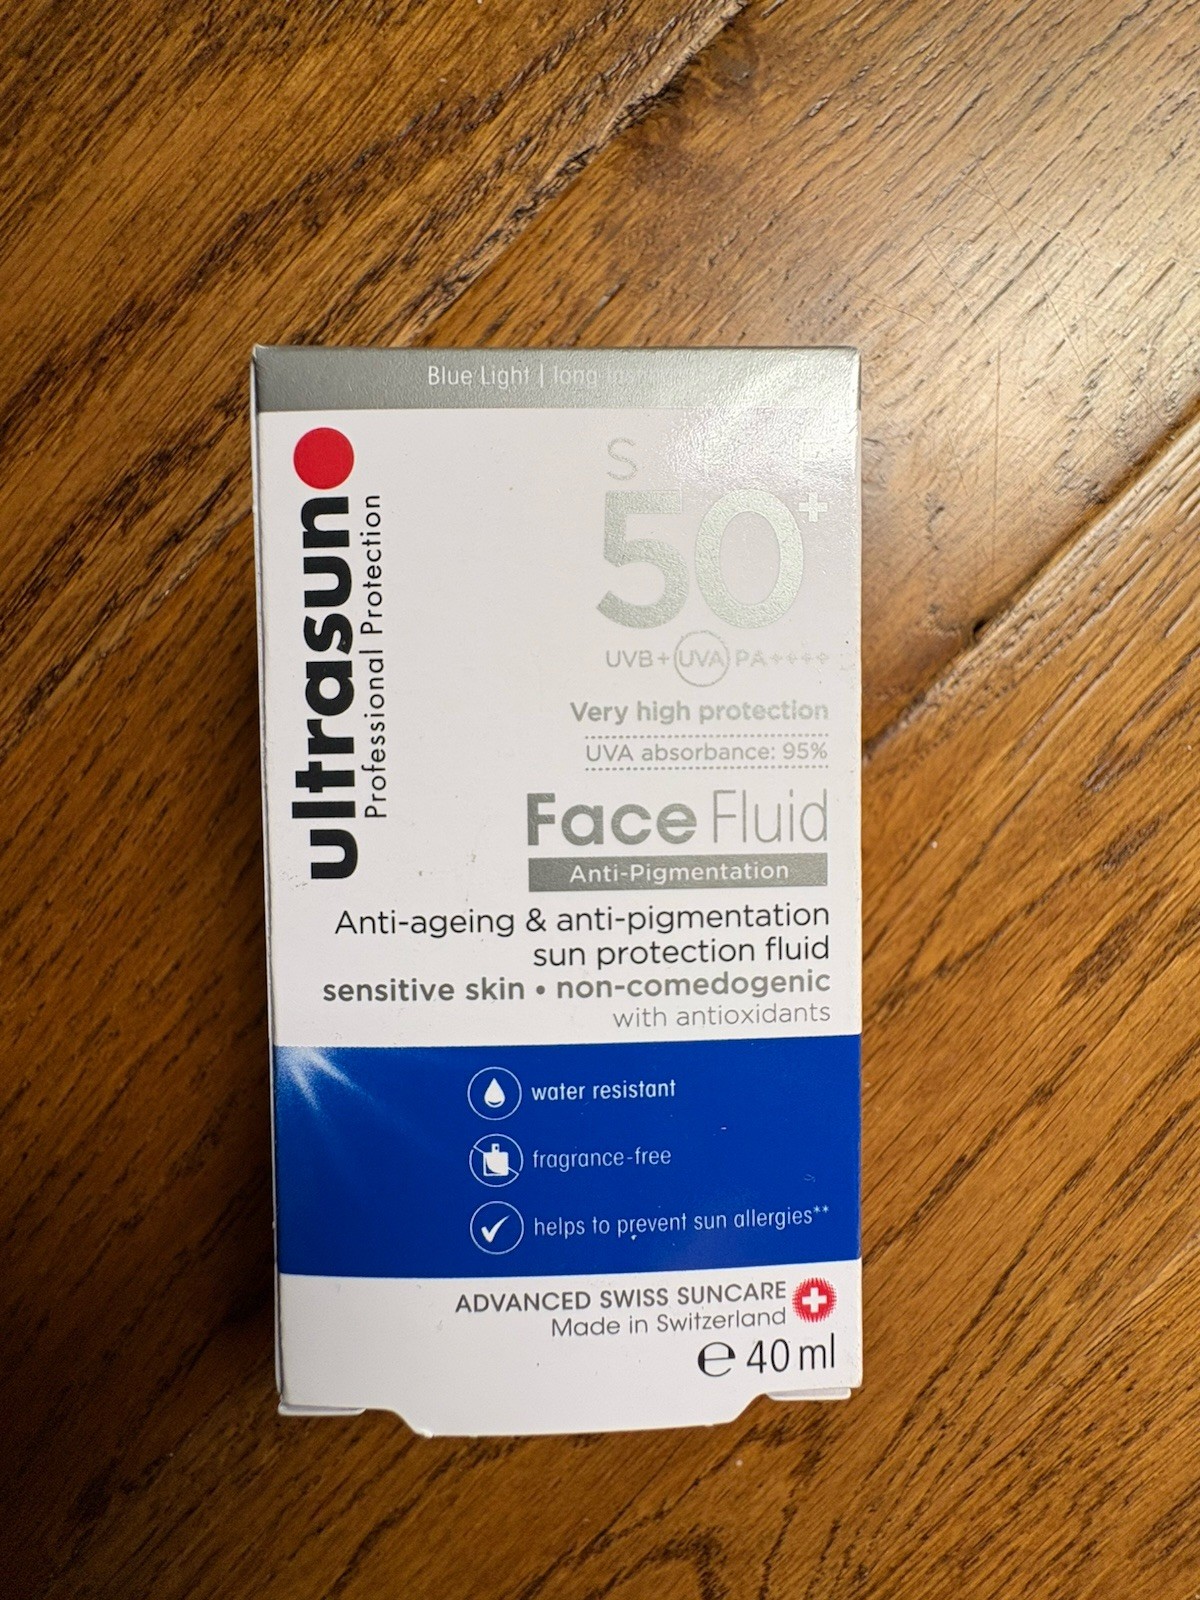 Blue Light | long
ultrasun
Professional Protection
50+
UVB+UVA PA++++
Very high protection
UVA absorbance: 95%
Face Fluid
Anti-Pigmentation
Anti-ageing & anti-pigmentation
sun protection fluid
sensitive skin • non-comedogenic
with antioxidants
water resistant
fragrance-free
helps to prevent sun allergies**
ADVANCED SWISS SUNCARE
Made in Switzerland
℮ 40 ml